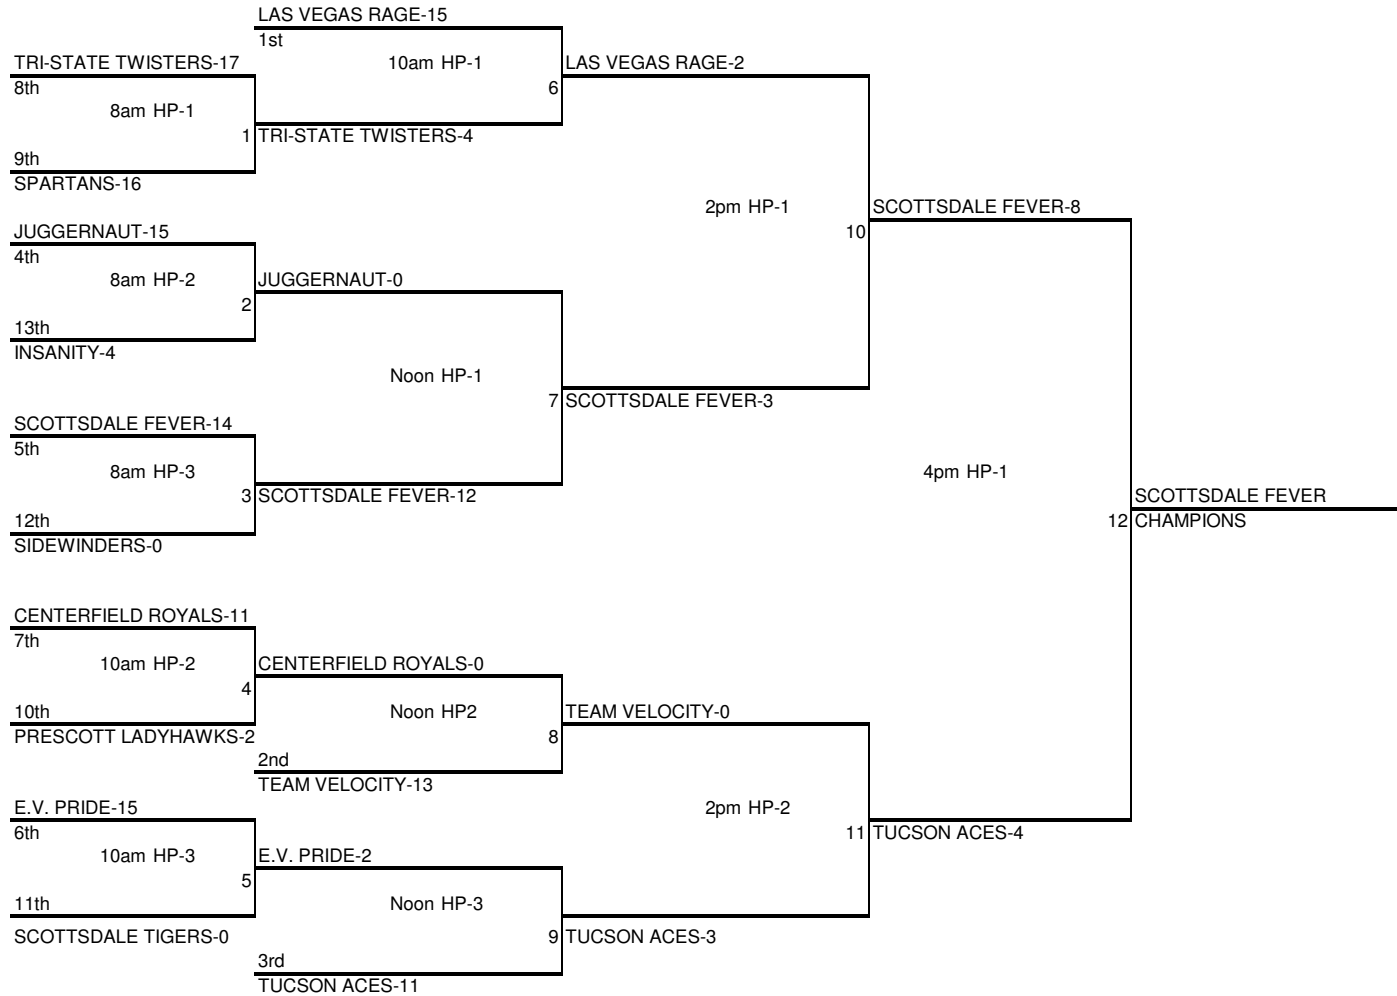 LAS VEGAS RAGE-15
1st
TRI-STATE TWISTERS-17
10am HP-1
LAS VEGAS RAGE-2
8th
6
8am HP-1
1
TRI-STATE TWISTERS-4
9th
SPARTANS-16
2pm HP-1
SCOTTSDALE FEVER-8
JUGGERNAUT-15
10
4th
8am HP-2
JUGGERNAUT-0
2
13th
INSANITY-4
Noon HP-1
7
SCOTTSDALE FEVER-3
SCOTTSDALE FEVER-14
5th
8am HP-3
4pm HP-1
3
SCOTTSDALE FEVER-12
SCOTTSDALE FEVER
12th
12
CHAMPIONS
SIDEWINDERS-0
CENTERFIELD ROYALS-11
7th
10am HP-2
CENTERFIELD ROYALS-0
4
10th
Noon HP2
TEAM VELOCITY-0
PRESCOTT LADYHAWKS-2
8
2nd
TEAM VELOCITY-13
E.V. PRIDE-15
2pm HP-2
6th
11
TUCSON ACES-4
10am HP-3
E.V. PRIDE-2
5
11th
Noon HP-3
SCOTTSDALE TIGERS-0
9
TUCSON ACES-3
3rd
TUCSON ACES-11